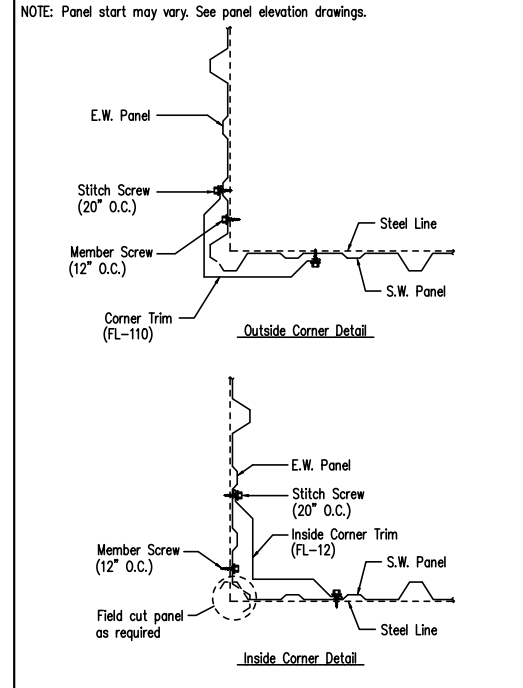 NOTE: Panel start may vary. See panel elevation drawings.
E.W. Panel
Stitch Screw
(20" O.C.)
Steel Line
Member Screw
(12" O.C.)
S.W. Panel
Corner Trim
(FL-110)
Outside Corner Detail
E.W. Panel
Stitch Screw
(20" O.C.)
Inside Corner Trim
(FL-12)
Member Screw
(12" O.C.)
S.W. Panel
Field cut panel
as required
Steel Line
Inside Corner Detail